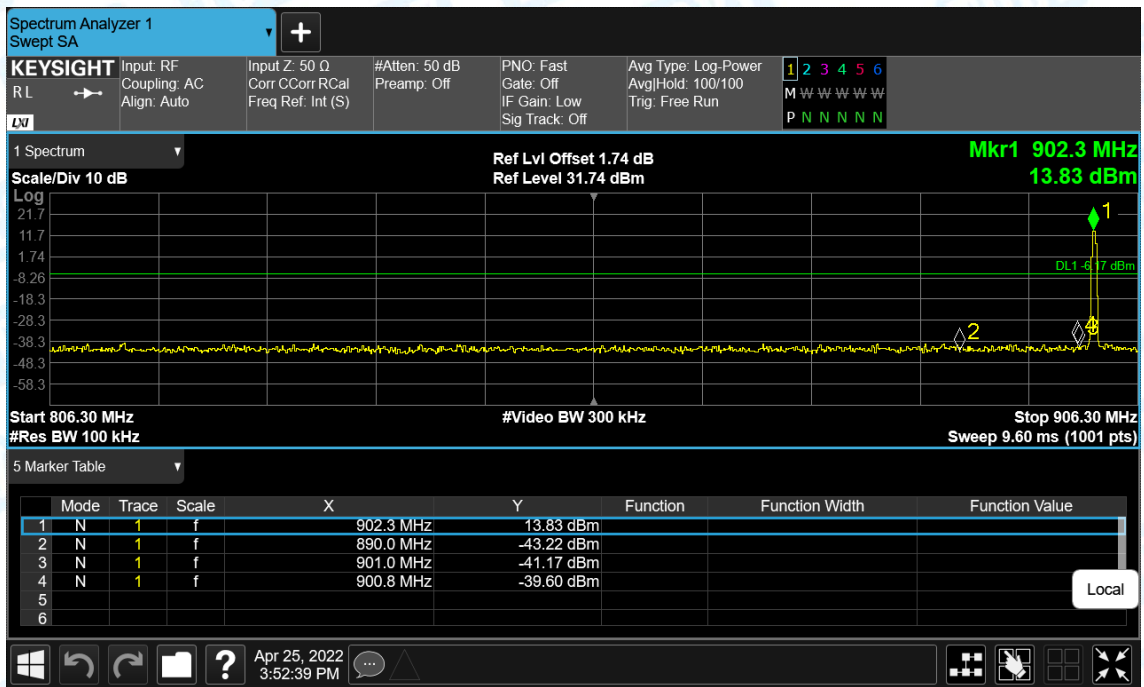 Spectrum Analyzer 1
Swept SA
+
KEYSIGHT
RL
LXI
Input: RF
Coupling: AC
Align: Auto
Input Z: 50 Ω
Corr CCorr RCal
Freq Ref: Int (S)
#Atten: 50 dB
Preamp: Off
PNO: Fast
Gate: Off
IF Gain: Low
Sig Track: Off
Avg Type: Log-Power
Avg|Hold: 100/100
Trig: Free Run
1 2 3 4 5 6
M W W W W W
P N N N N N
1 Spectrum
Scale/Div 10 dB
Ref Lvl Offset 1.74 dB
Ref Level 31.74 dBm
Mkr1 902.3 MHz
13.83 dBm
Log
21.7
11.7
1.74
-8.26
-18.3
-28.3
-38.3
-48.3
-58.3
1
DL1 -6.17 dBm
2
Start 806.30 MHz
#Video BW 300 kHz
Stop 906.30 MHz
#Res BW 100 kHz
Sweep 9.60 ms (1001 pts)
5 Marker Table
Mode Trace Scale X Y Function Function Width Function Value
1 N 1 f 902.3 MHz 13.83 dBm
2 N 1 f 890.0 MHz -43.22 dBm
3 N 1 f 901.0 MHz -41.17 dBm
4 N 1 f 900.8 MHz -39.60 dBm
5
6
Local
?
Apr 25, 2022
3:52:39 PM